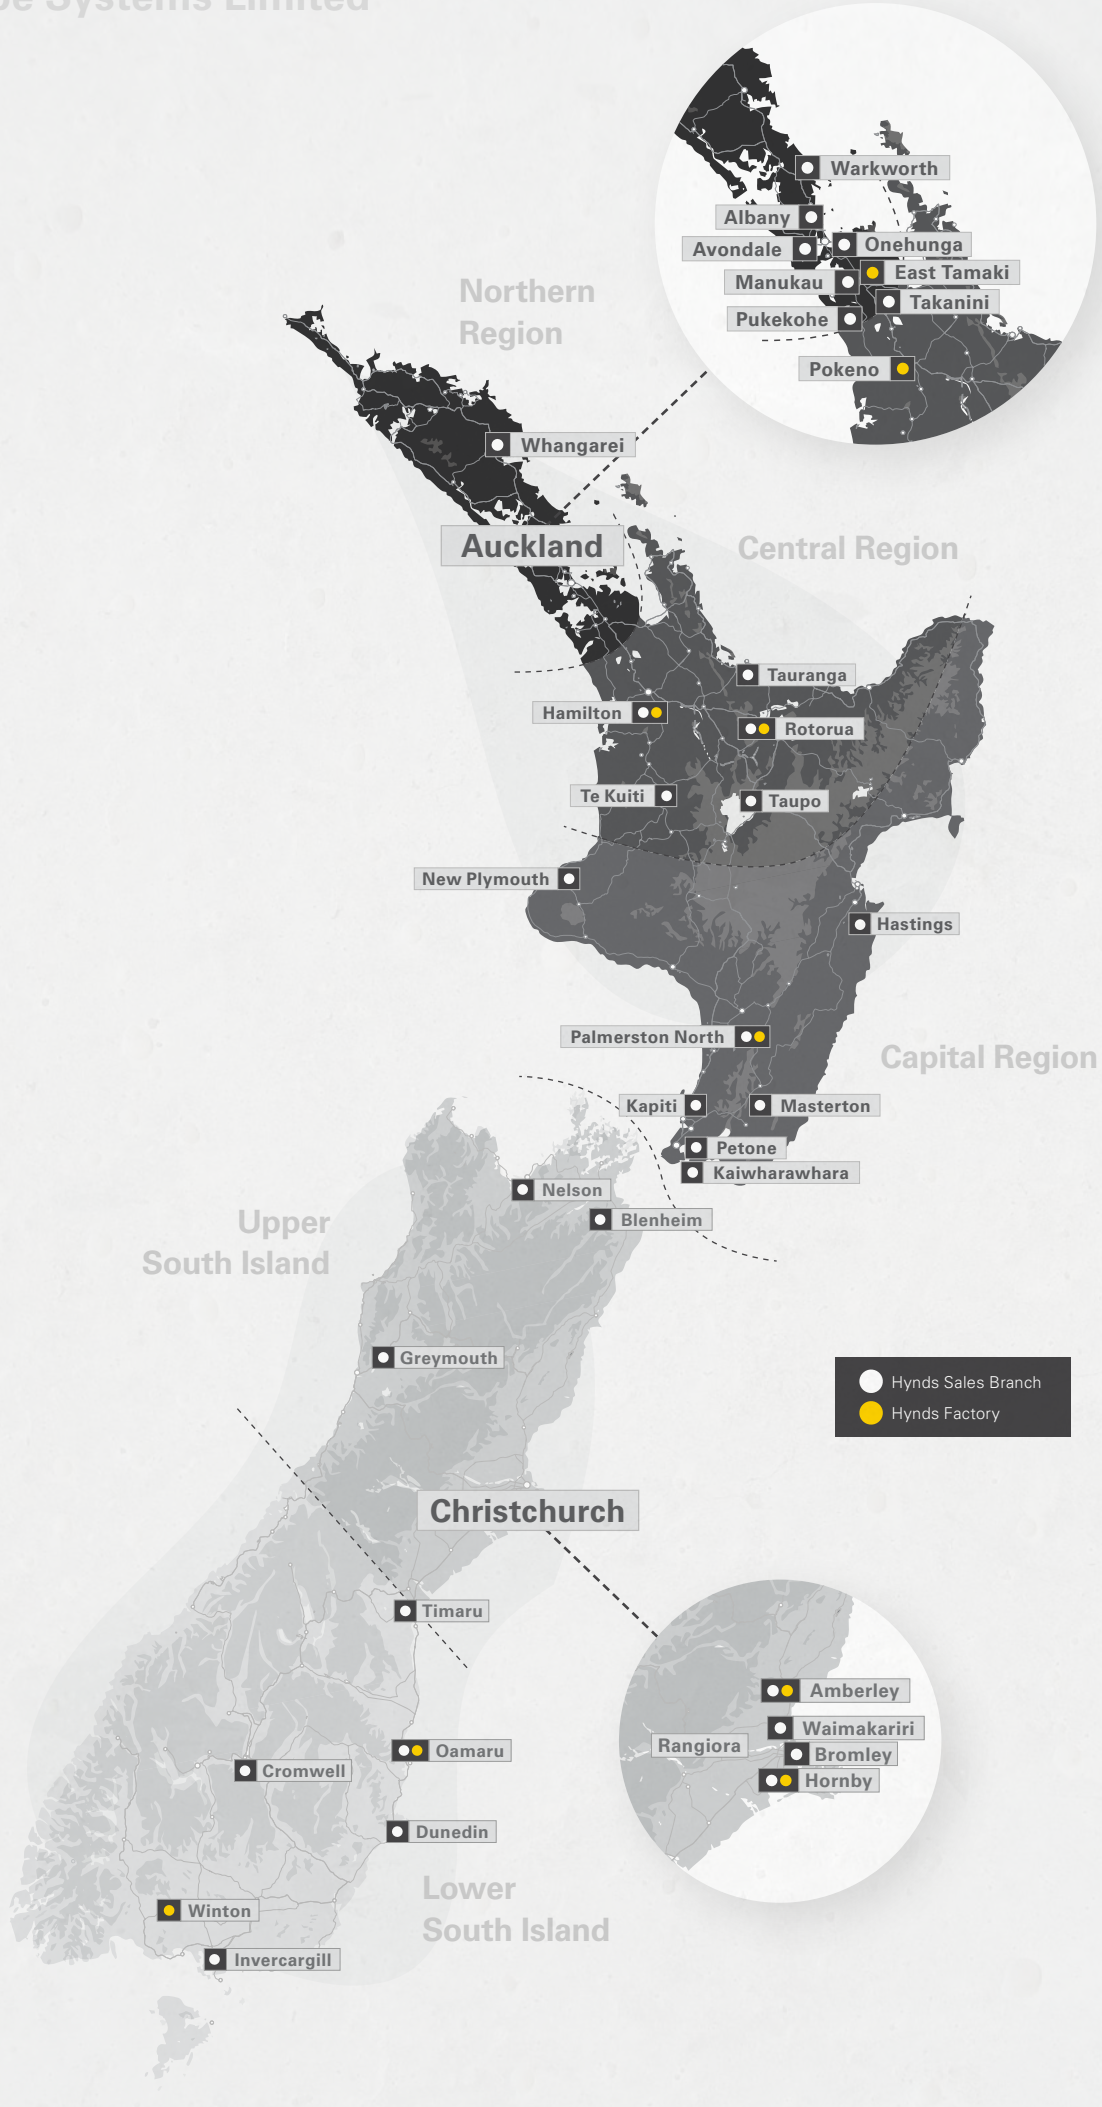 Systems Limited
Warkworth
Albany
Avondale
Onehunga
East Tamaki
Manukau
Takanini
Pukekohe
Pokeno
Northern
Region
Whangarei
Auckland
Central Region
Tauranga
Hamilton
Rotorua
Te Kuiti
Taupo
New Plymouth
Hastings
Palmerston North
Capital Region
Kapiti
Masterton
Petone
Kaiwharawhara
Nelson
Blenheim
Upper
South Island
Greymouth
Hynds Sales Branch
Hynds Factory
Christchurch
Timaru
Amberley
Waimakariri
Rangiora
Bromley
Hornby
Oamaru
Cromwell
Dunedin
Lower
South Island
Winton
Invercargill